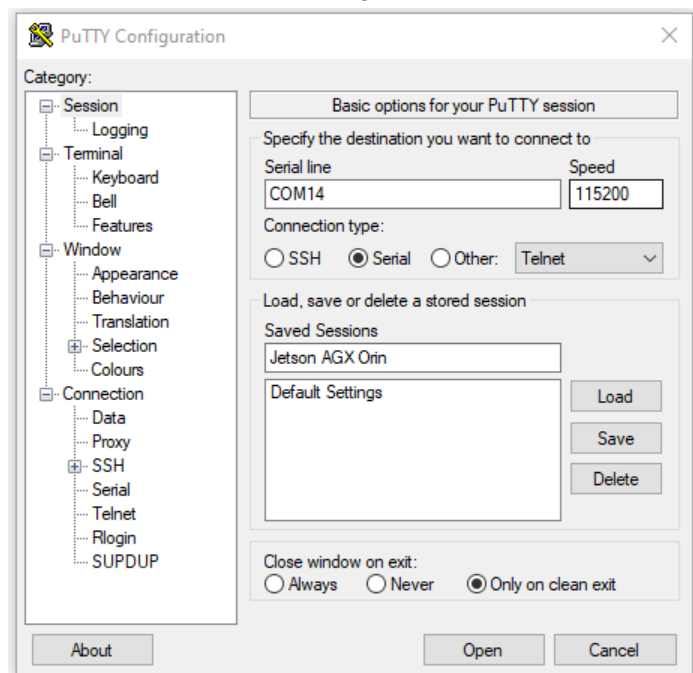 PuTTY Configuration
Category:
Session
Logging
Terminal
Keyboard
Bell
Features
Window
Appearance
Behaviour
Translation
Selection
Colours
Connection
Data
Proxy
SSH
Serial
Telnet
Rlogin
SUPDUP
Basic options for your PuTTY session
Specify the destination you want to connect to
Serial line Speed
COM14 115200
Connection type:
SSH Serial Other: Telnet
Load, save or delete a stored session
Saved Sessions
Jetson AGX Orin
Default Settings
Load
Save
Delete
Close window on exit:
Always Never Only on clean exit
About Open Cancel